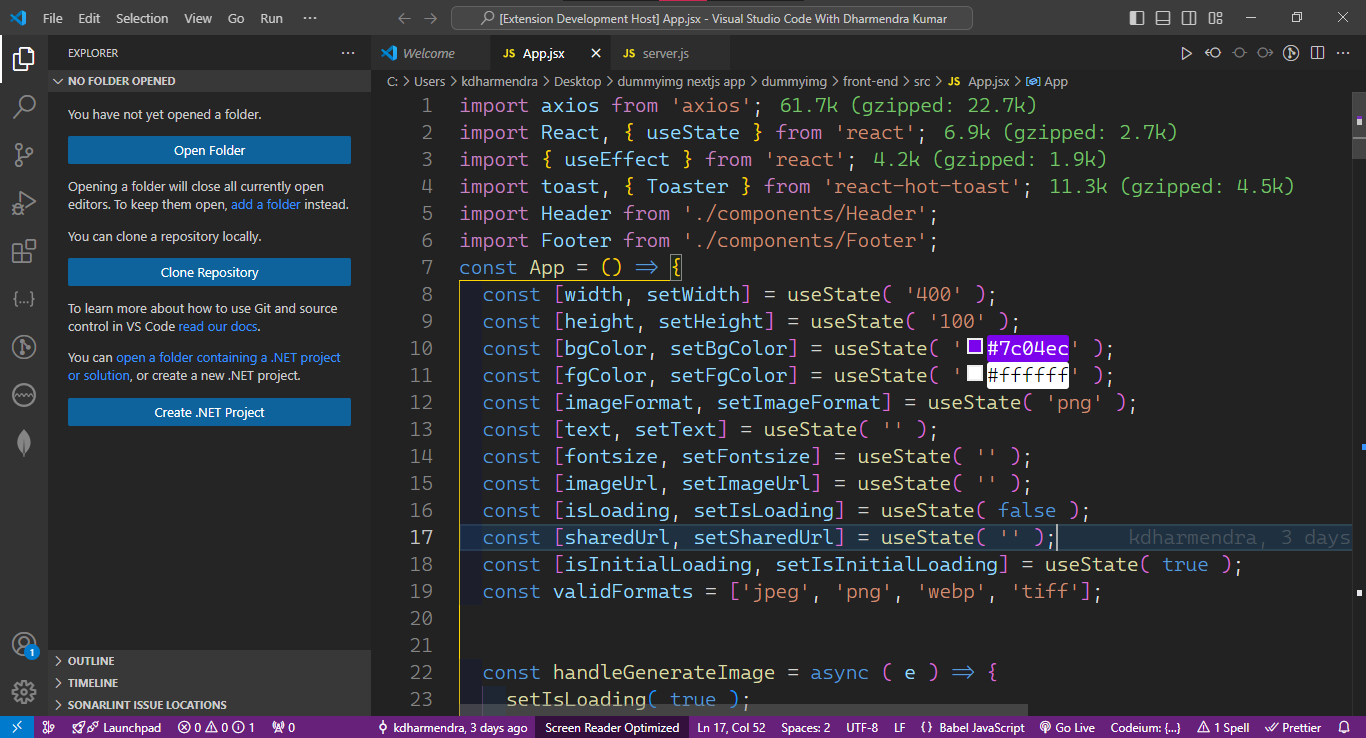 File Edit Selection View Go Run ···
[Extension Development Host] App.jsx - Visual Studio Code With Dharmendra Kumar
EXPLORER
NO FOLDER OPENED
You have not yet opened a folder.
Open Folder
Opening a folder will close all currently open
editors. To keep them open, add a folder instead.
You can clone a repository locally.
Clone Repository
To learn more about how to use Git and source
control in VS Code read our docs.
You can open a folder containing a .NET project
or solution, or create a new .NET project.
Create .NET Project
OUTLINE
TIMELINE
SONARLINT ISSUE LOCATIONS
1
Welcome
JS App.jsx
JS server.js
C: > Users > kdharmendra > Desktop > dummyimg nextjs app > dummyimg > front-end > src > JS App.jsx > App
1 import axios from 'axios'; 61.7k (gzipped: 22.7k)
2 import React, { useState } from 'react'; 6.9k (gzipped: 2.7k)
3 import { useEffect } from 'react'; 4.2k (gzipped: 1.9k)
4 import toast, { Toaster } from 'react-hot-toast'; 11.3k (gzipped: 4.5k)
5 import Header from './components/Header';
6 import Footer from './components/Footer';
7 const App = () => {
8 const [width, setWidth] = useState( '400' );
9 const [height, setHeight] = useState( '100' );
10 const [bgColor, setBgColor] = useState( '#7c04ec' );
11 const [fgColor, setFgColor] = useState( '#ffffff' );
12 const [imageFormat, setImageFormat] = useState( 'png' );
13 const [text, setText] = useState( '' );
14 const [fontsize, setFontsize] = useState( '' );
15 const [imageUrl, setImageUrl] = useState( '' );
16 const [isLoading, setIsLoading] = useState( false );
17 const [sharedUrl, setSharedUrl] = useState( '' ); kdharmendra, 3 days
18 const [isInitialLoading, setIsInitialLoading] = useState( true );
19 const validFormats = ['jpeg', 'png', 'webp', 'tiff'];
20
21
22 const handleGenerateImage = async ( e ) => {
23 setIsLoading( true );
Launchpad 0 0 1 0 kdharmendra, 3 days ago Screen Reader Optimized Ln 17, Col 52 Spaces: 2 UTF-8 LF {} Babel JavaScript Go Live Codeium: {...} 1 Spell Prettier